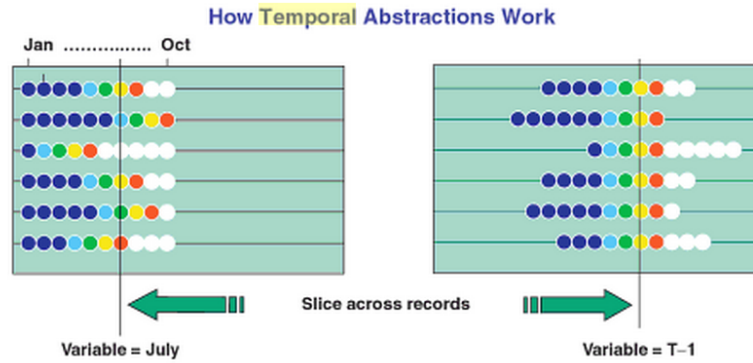 How Temporal Abstractions Work
Jan .................. Oct
Slice across records
Variable = July
Variable = T–1